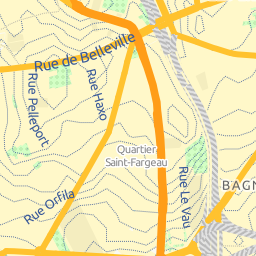 Rue de Belleville
Rue Pelleport
Rue Haxo
Quartier
Saint-Fargeau
Rue Le Vau
BAGN
Rue Orfila